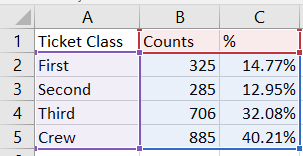 A B C
1 Ticket Class Counts %
2 First 325 14.77%
3 Second 285 12.95%
4 Third 706 32.08%
5 Crew 885 40.21%